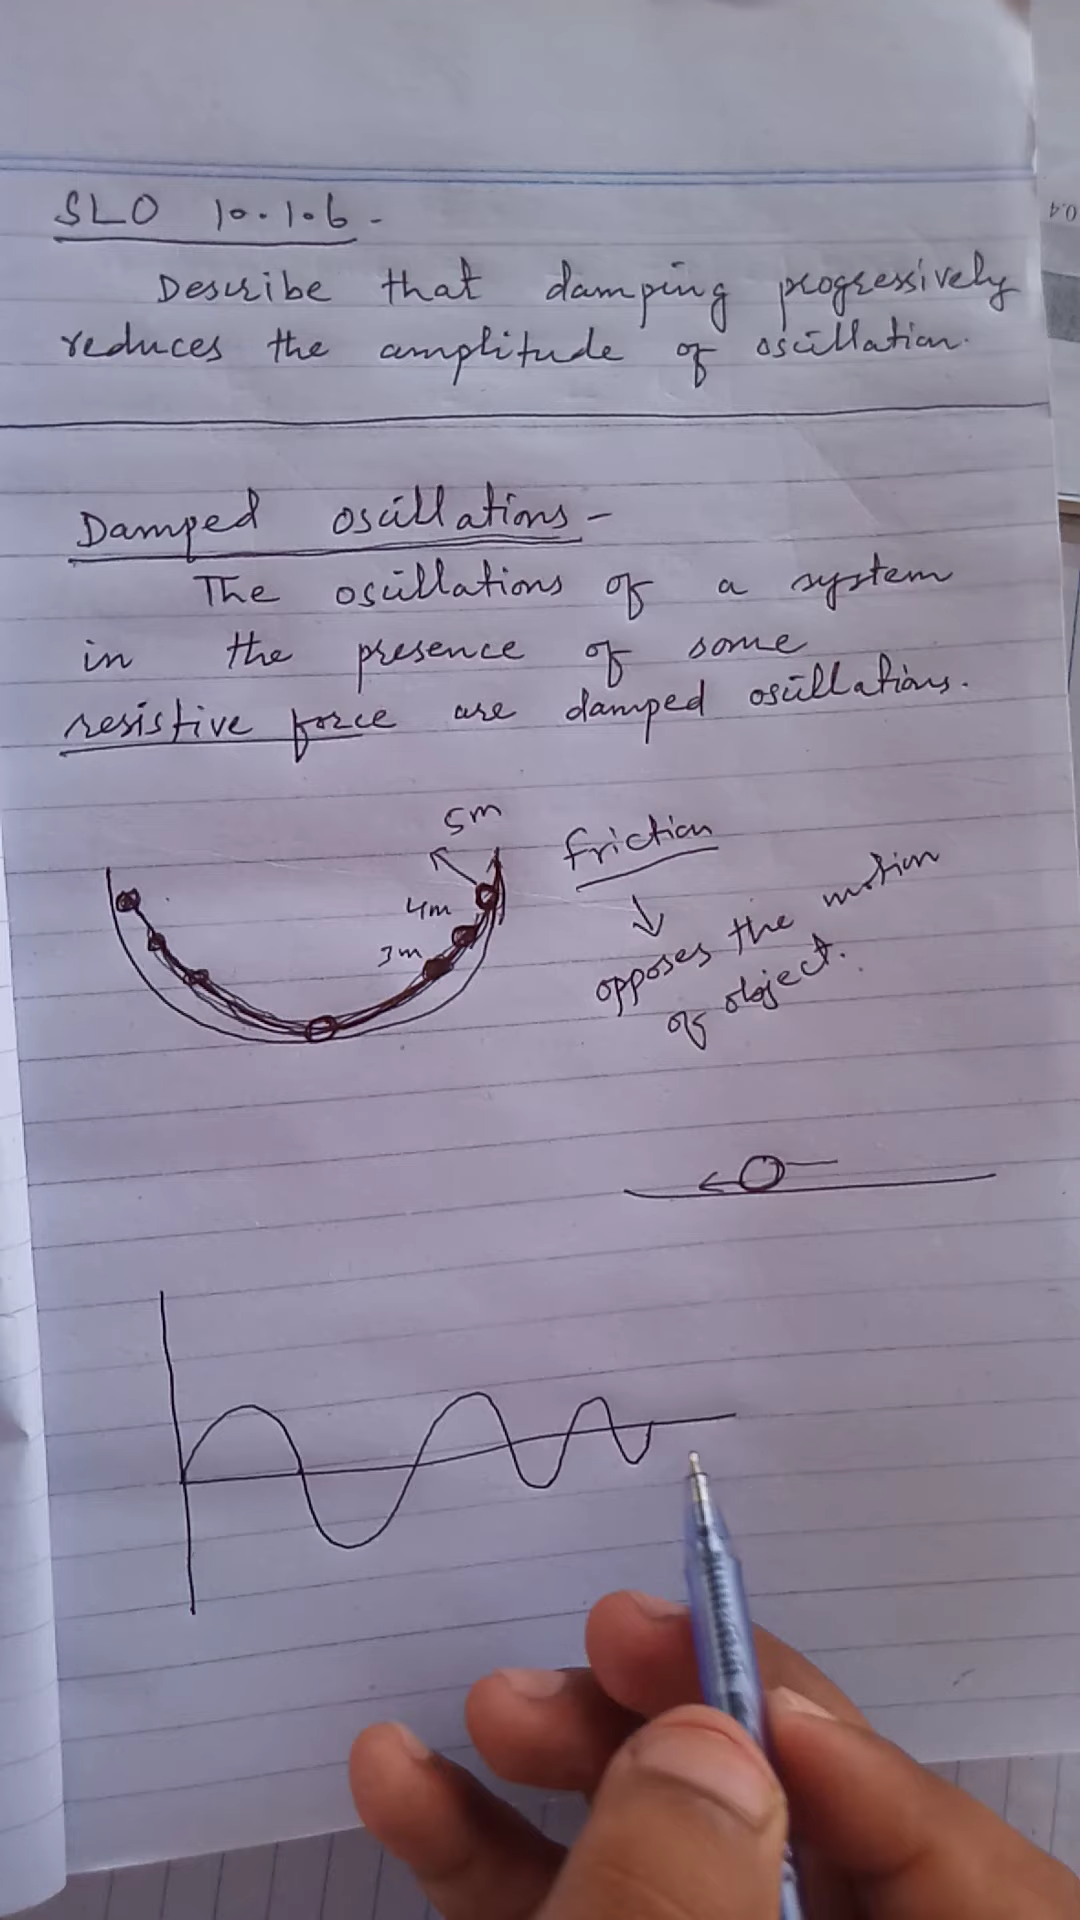 SLO 10.1.6 -
Describe that damping progressively
reduces the amplitude of oscillation.
Damped oscillations -
The oscillations of a system
in the presence of some
resistive force are damped oscillations.
5m
4m
3m
friction
opposes the motion
of object.
0.4